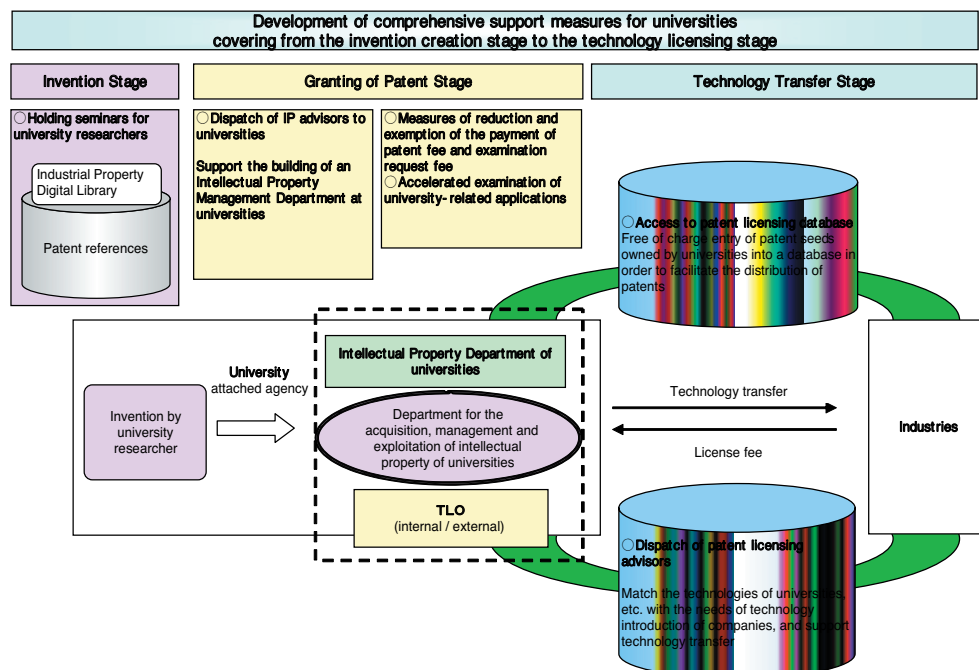 Development of comprehensive support measures for universities
covering from the invention creation stage to the technology licensing stage
Invention Stage
Granting of Patent Stage
Technology Transfer Stage
○Holding seminars for
university researchers
Industrial Property
Digital Library
Patent references
○Dispatch of IP advisors to
universities
Support the building of an
Intellectual Property
Management Department at
universities
○Measures of reduction and
exemption of the payment of
patent fee and examination
request fee
○Accelerated examination of
university-related applications
○Access to patent licensing database
Free of charge entry of patent seeds
owned by universities into a database in
order to facilitate the distribution of
patents
Invention by
university
researcher
University
attached agency
Intellectual Property Department of
universities
Department for the
acquisition, management and
exploitation of intellectual
property of universities
TLO
(internal / external)
Technology transfer
License fee
Industries
○Dispatch of patent licensing
advisors
Match the technologies of universities,
etc. with the needs of technology
introduction of companies, and support
technology transfer